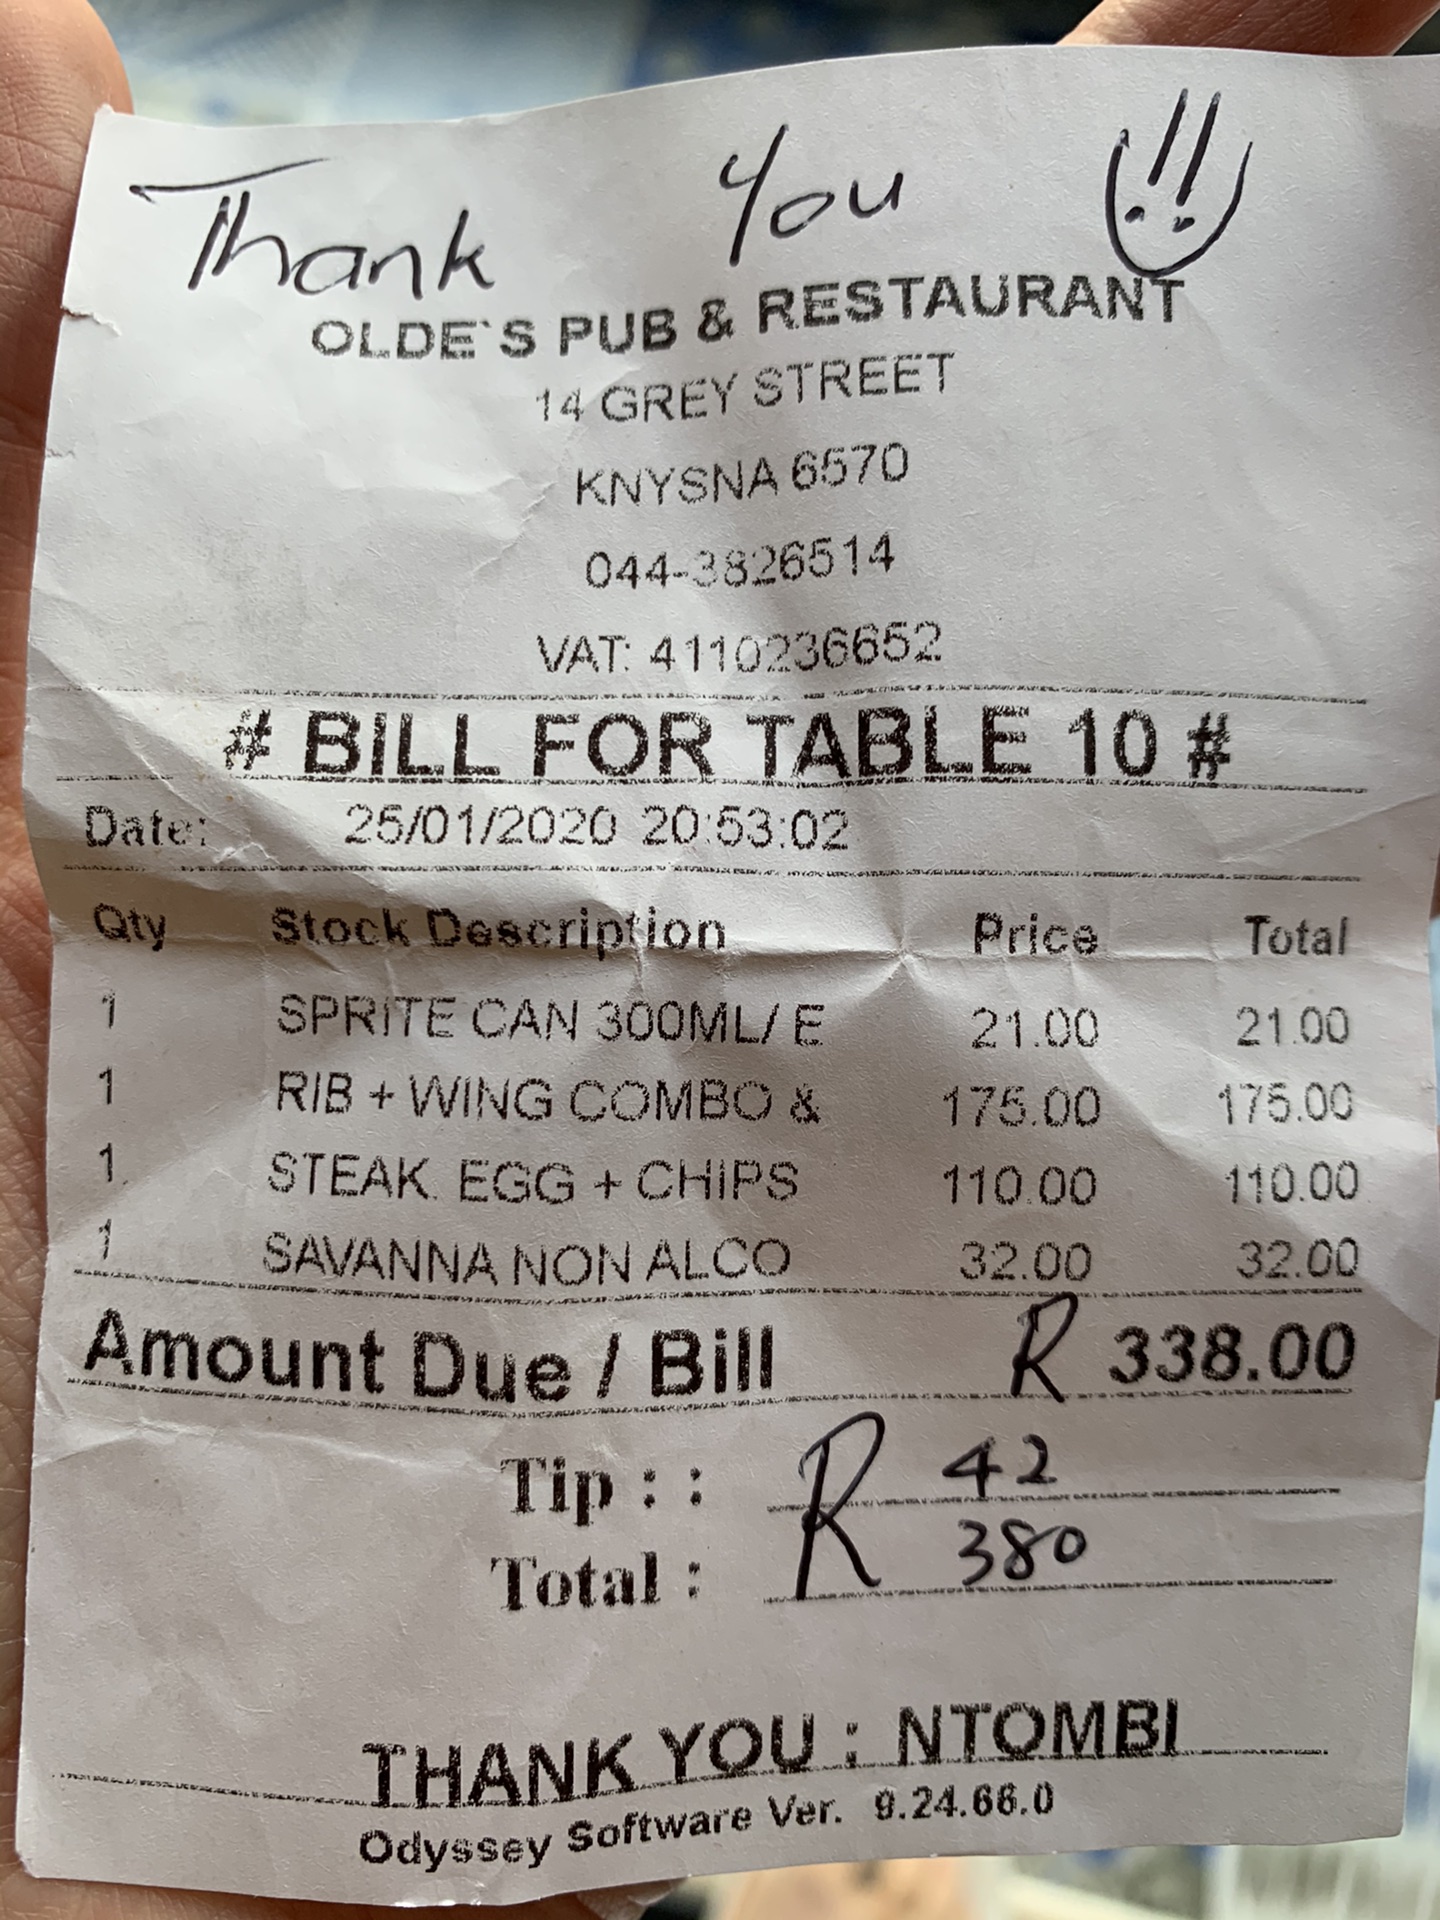 Thank You !!
OLDE`S PUB & RESTAURANT
14 GREY STREET
KNYSNA 6570
044-3826514
VAT: 4110236652
# BILL FOR TABLE 10 #
Date: 25/01/2020 20:53:02
Qty Stock Description Price Total
1 SPRITE CAN 300ML/ E 21.00 21.00
1 RIB + WING COMBO & 175.00 175.00
1 STEAK. EGG + CHIPS 110.00 110.00
1 SAVANNA NON ALCO 32.00 32.00
Amount Due / Bill R 338.00
Tip : : R 42
Total : 380
THANK YOU : NTOMBI
Odyssey Software Ver. 9.24.66.0